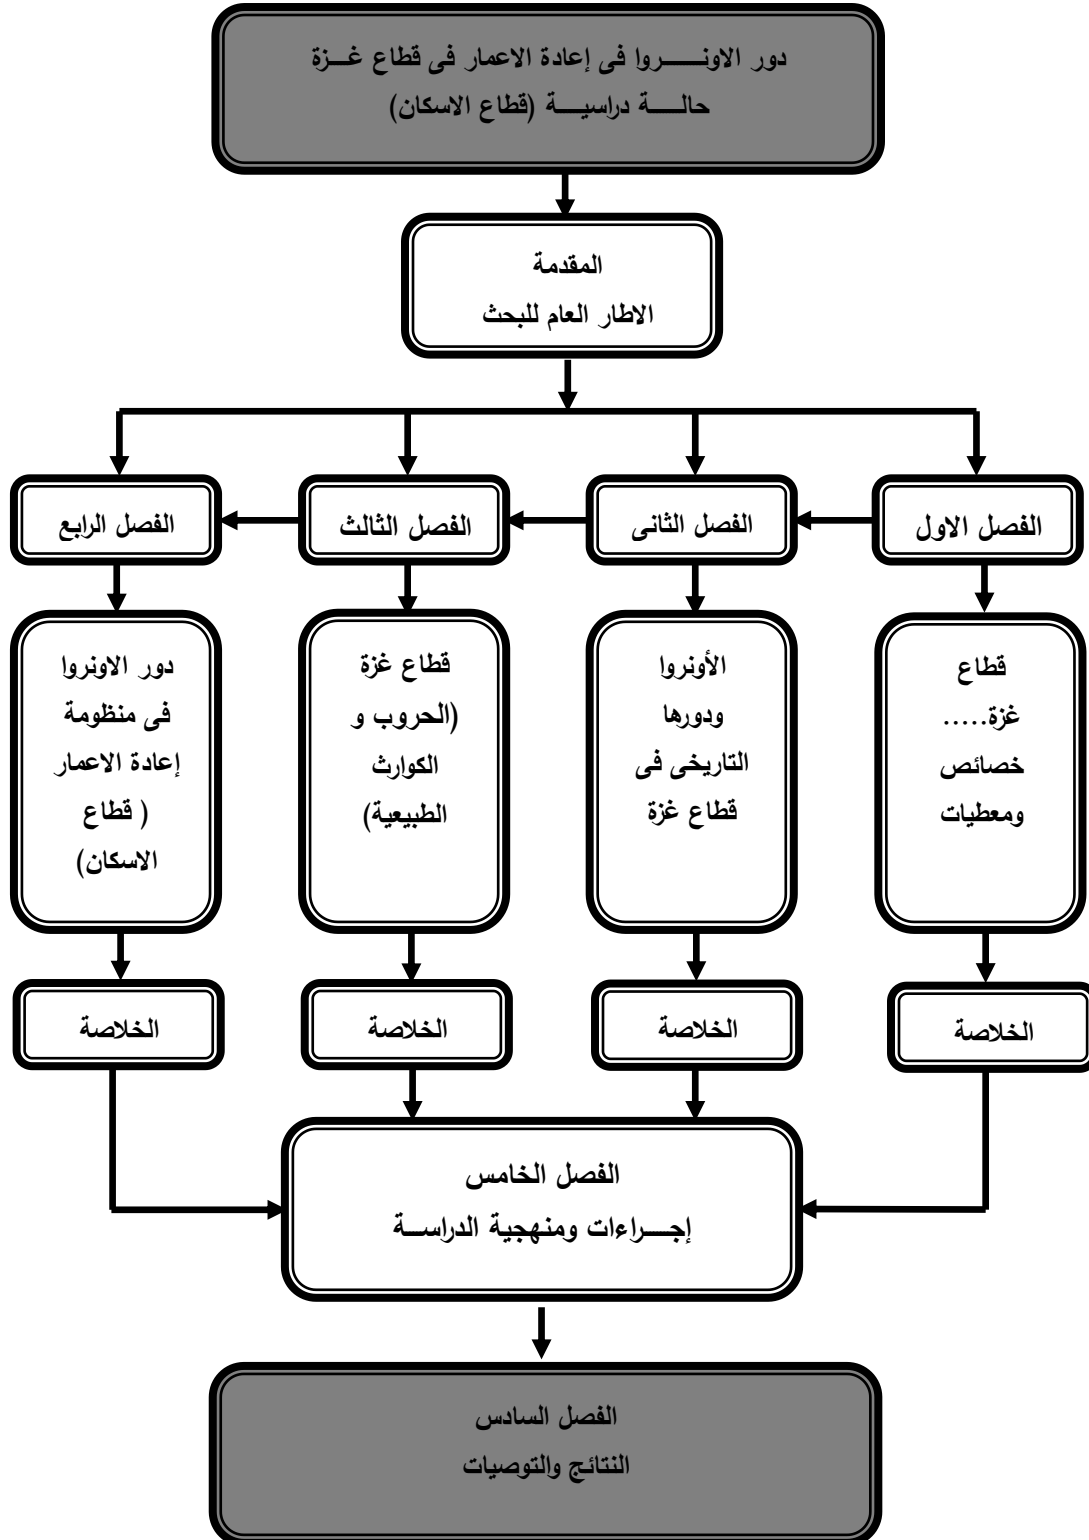 دور الاونـــــروا فى إعادة الاعمار فى قطاع غـــزة
حالـــــة دراسيـــــة (قطاع الاسكان)
المقدمة
الاطار العام للبحث
الفصل الاول
الفصل الثانى
الفصل الثالث
الفصل الرابع
قطاع
غزة.....
خصائص
ومعطيات
الأونروا
ودورها
التاريخى فى
قطاع غزة
قطاع غزة
(الحروب و
الكوارث
الطبيعية)
دور الاونروا
فى منظومة
إعادة الاعمار
( قطاع
الاسكان)
الخلاصة
الخلاصة
الخلاصة
الخلاصة
الفصل الخامس
إجـــراءات ومنهجية الدراســـة
الفصل السادس
النتائج والتوصيات